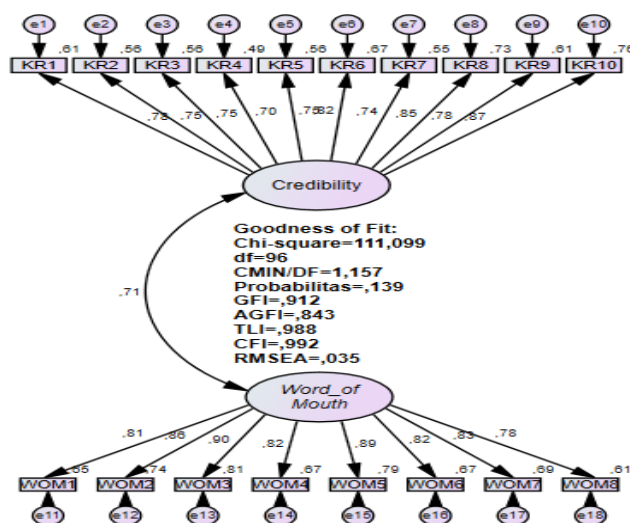 e1 e2 e3 e4 e5 e6 e7 e8 e9 e10
.61 .56 .56 .49 .56 .67 .55 .73 .61 .76
KR1 KR2 KR3 KR4 KR5 KR6 KR7 KR8 KR9 KR10
.78 .75 .75 .70 .75 .82 .74 .85 .78 .87
Credibility
Goodness of Fit:
Chi-square=111,099
df=96
CMIN/DF=1,157
Probabilitas=,139
GFI=,912
AGFI=,843
TLI=,988
CFI=,992
RMSEA=,035
.71
Word_of
Mouth
.81 .86 .90 .82 .89 .82 .83 .78
.65 .74 .81 .67 .79 .67 .69 .61
WOM1 WOM2 WOM3 WOM4 WOM5 WOM6 WOM7 WOM8
e11 e12 e13 e14 e15 e16 e17 e18